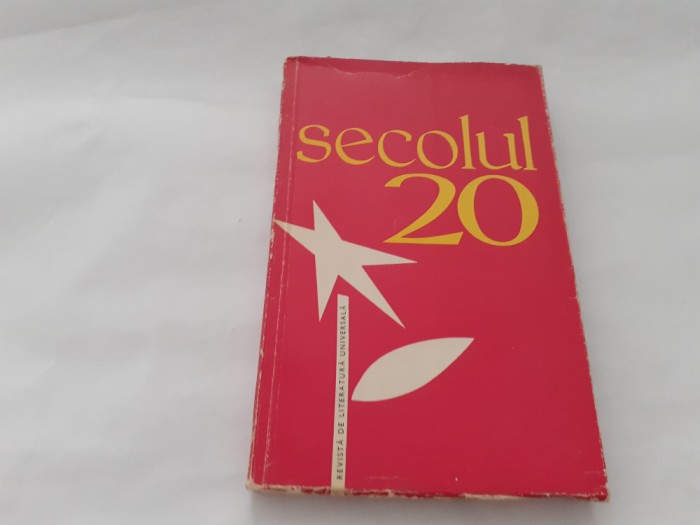 secolul
20
REVISTĂ DE LITERATURĂ UNIVERSALĂ